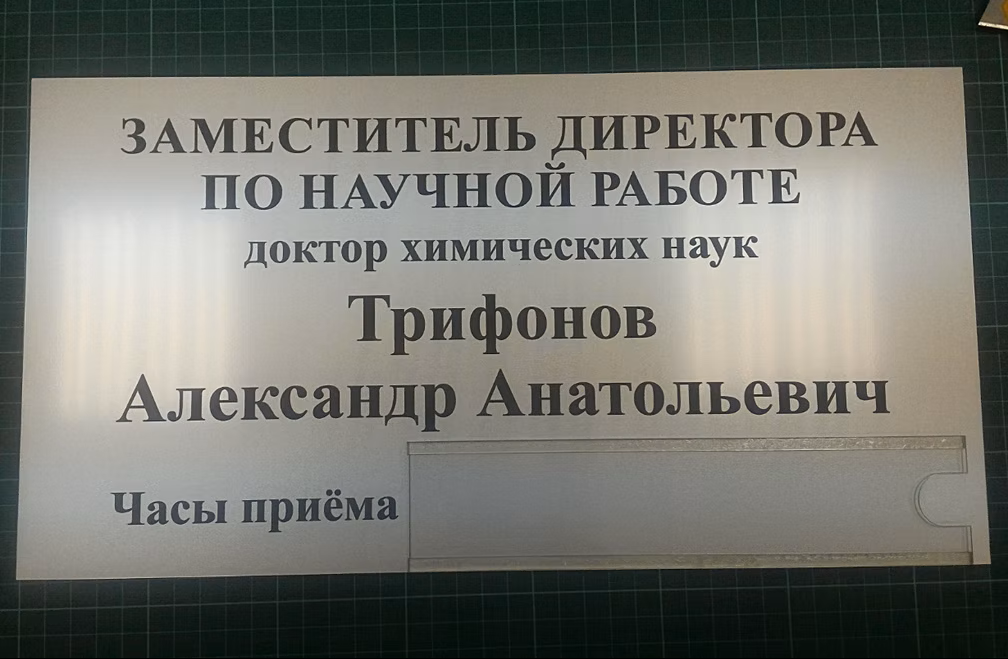 ЗАМЕСТИТЕЛЬ ДИРЕКТОРА
ПО НАУЧНОЙ РАБОТЕ
доктор химических наук
Трифонов
Александр Анатольевич
Часы приёма